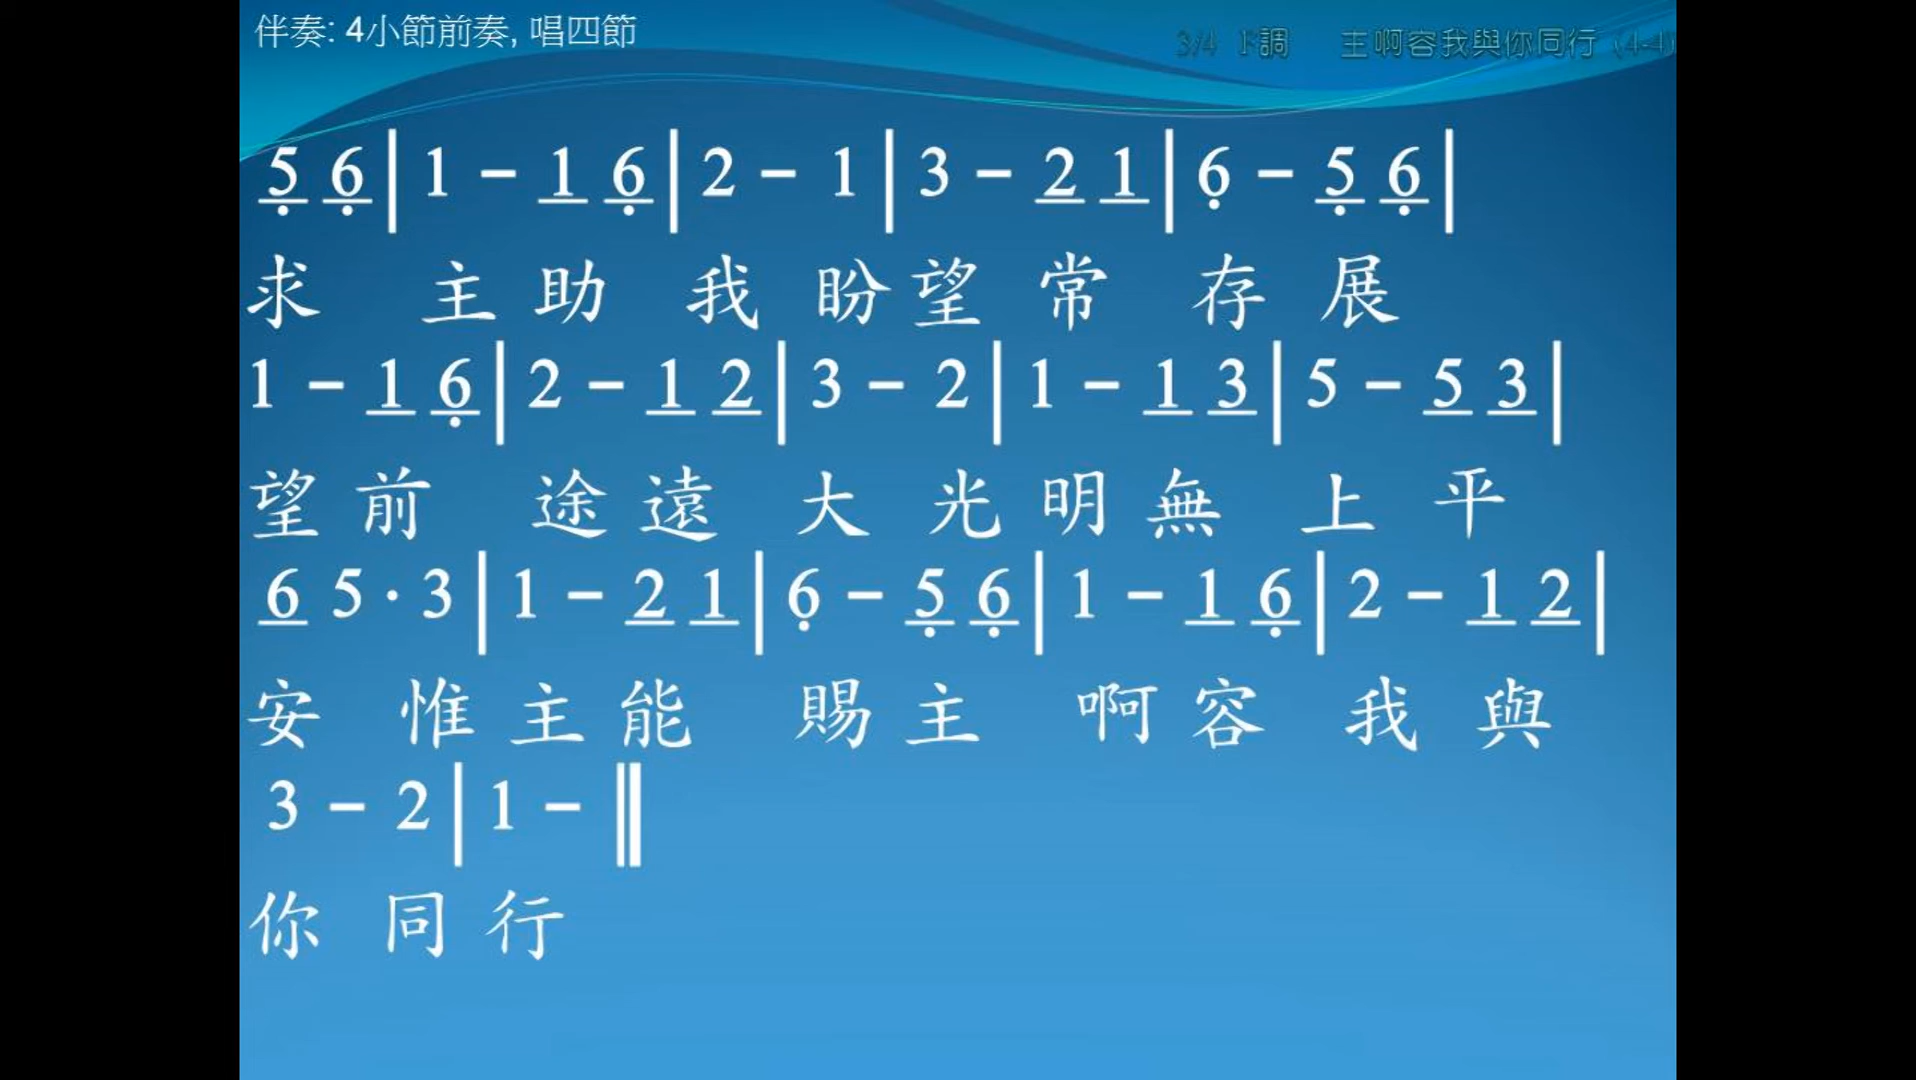 伴奏: 4小節前奏, 唱四節
3/4 F調 主啊容我與你同行 (4-4)
5 6 | 1 – 1 6 | 2 – 1 | 3 – 2 1 | 6 – 5 6 |
求 主 助 我 盼 望 常 存 展
1 – 1 6 | 2 – 1 2 | 3 – 2 | 1 – 1 3 | 5 – 5 3 |
望 前 途 遠 大 光 明 無 上 平
6 5 · 3 | 1 – 2 1 | 6 – 5 6 | 1 – 1 6 | 2 – 1 2 |
安 惟 主 能 賜 主 啊 容 我 與
3 – 2 | 1 – ‖
你 同 行